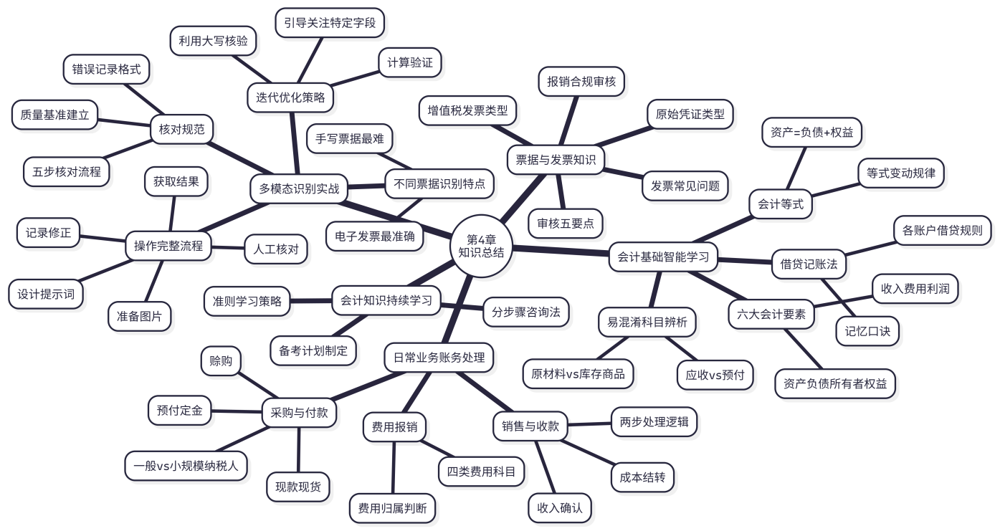 引导关注特定字段
利用大写核验
计算验证
错误记录格式
迭代优化策略
质量基准建立
核对规范
五步核对流程
手写票据最难
获取结果
多模态识别实战
不同票据识别特点
记录修正
操作完整流程
人工核对
电子发票最准确
设计提示词
准备图片
报销合规审核
增值税发票类型
原始凭证类型
票据与发票知识
发票常见问题
审核五要点
第4章
知识总结
资产=负债+权益
等式变动规律
会计等式
各账户借贷规则
会计基础智能学习
借贷记账法
收入费用利润
六大会计要素
记忆口诀
易混淆科目辨析
原材料vs库存商品
应收vs预付
资产负债所有者权益
准则学习策略
会计知识持续学习
分步骤咨询法
备考计划制定
日常业务账务处理
赊购
预付定金
采购与付款
一般vs小规模纳税人
现款现货
费用报销
四类费用科目
费用归属判断
销售与收款
两步处理逻辑
成本结转
收入确认